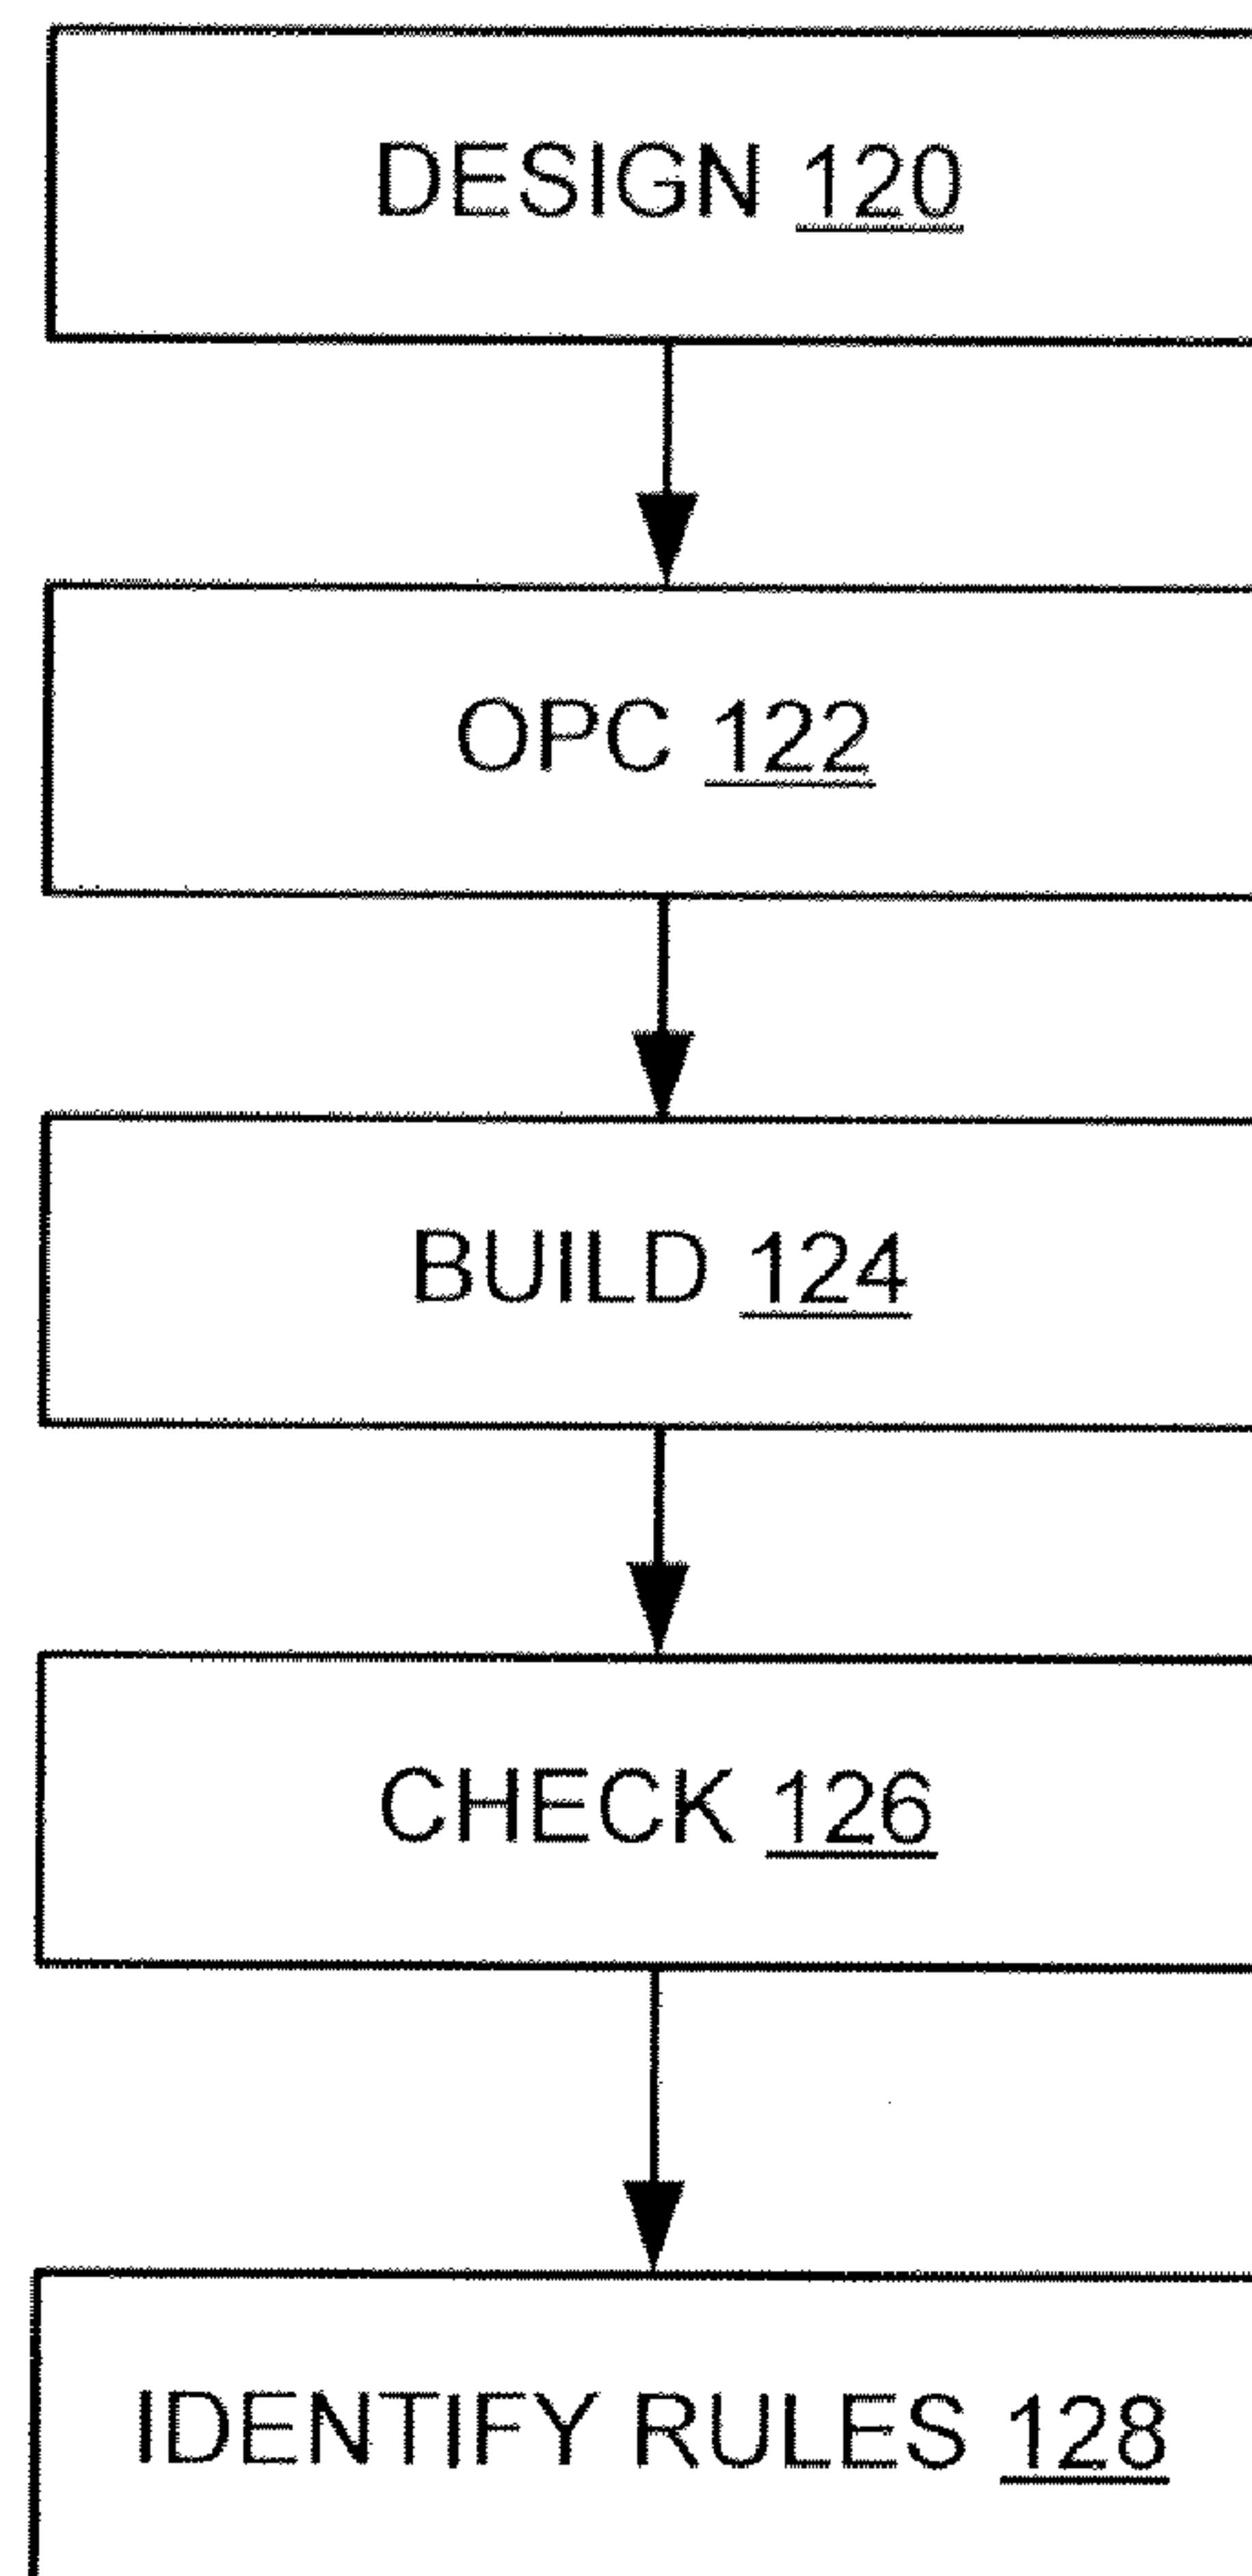 DESIGN 120
OPC 122
BUILD 124
CHECK 126
IDENTIFY RULES 128